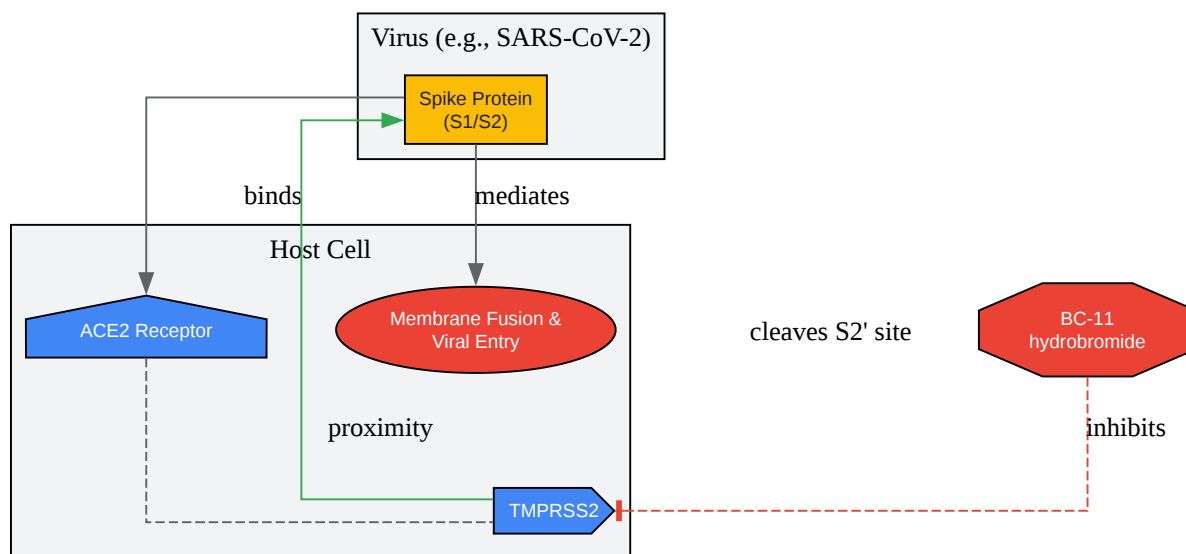 Virus (e.g., SARS-CoV-2)
Spike Protein
(S1/S2)
binds
mediates
Host Cell
ACE2 Receptor
Membrane Fusion &
Viral Entry
cleaves S2' site
BC-11
hydrobromide
proximity
inhibits
TMPRSS2